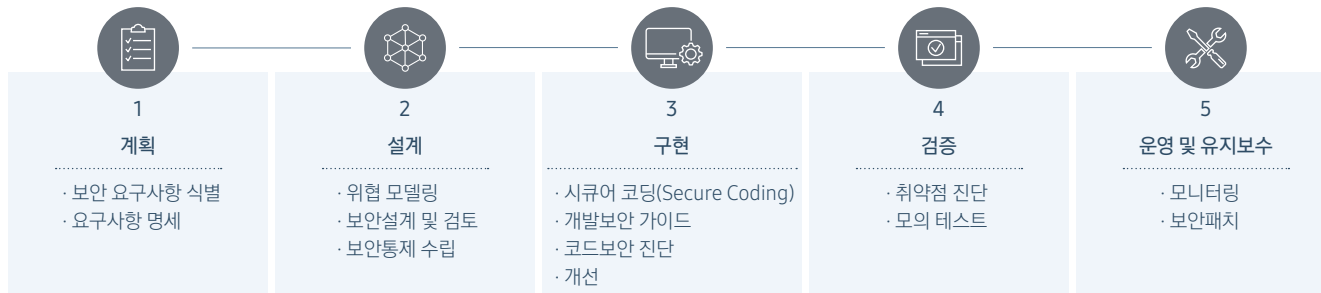 1
계획
· 보안 요구사항 식별
· 요구사항 명세
2
설계
· 위협 모델링
· 보안설계 및 검토
· 보안통제 수립
3
구현
· 시큐어 코딩(Secure Coding)
· 개발보안 가이드
· 코드보안 진단
· 개선
4
검증
· 취약점 진단
· 모의 테스트
5
운영 및 유지보수
· 모니터링
· 보안패치